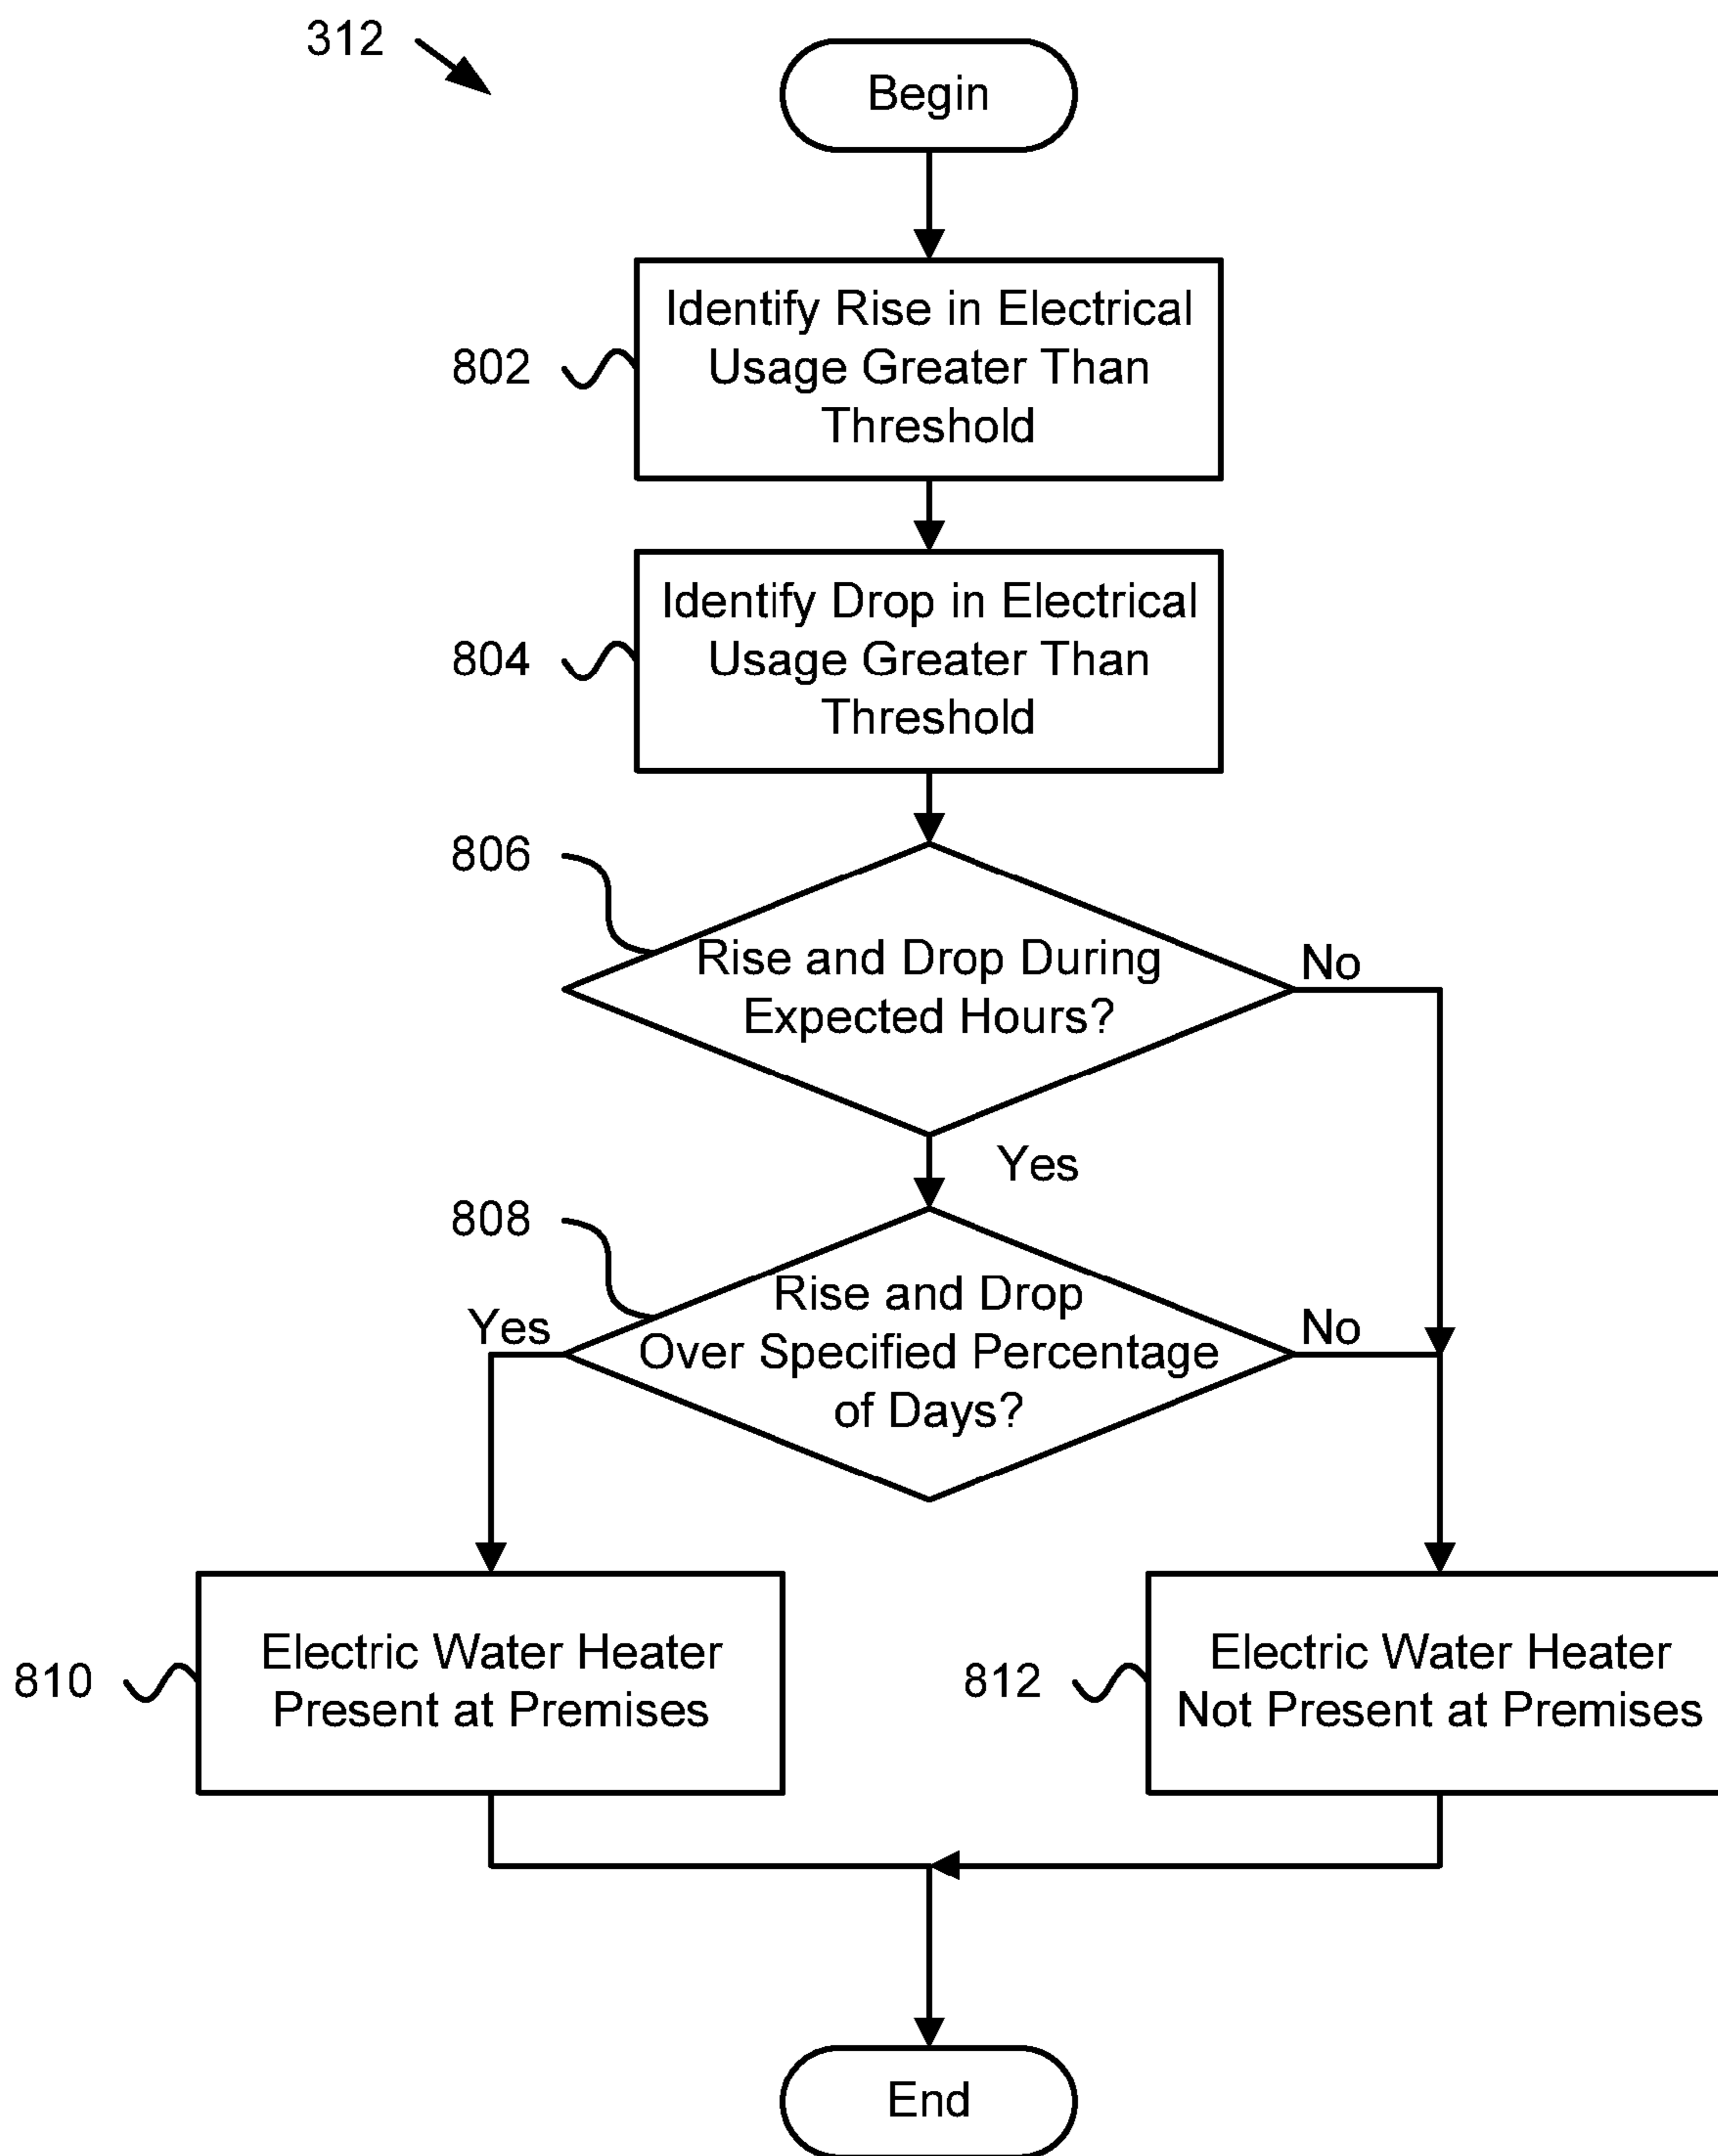 312
Begin
802
Identify Rise in Electrical
Usage Greater Than
Threshold
804
Identify Drop in Electrical
Usage Greater Than
Threshold
806
Rise and Drop During
Expected Hours?
No
Yes
808
Rise and Drop
Over Specified Percentage
of Days?
Yes
No
810
Electric Water Heater
Present at Premises
812
Electric Water Heater
Not Present at Premises
End